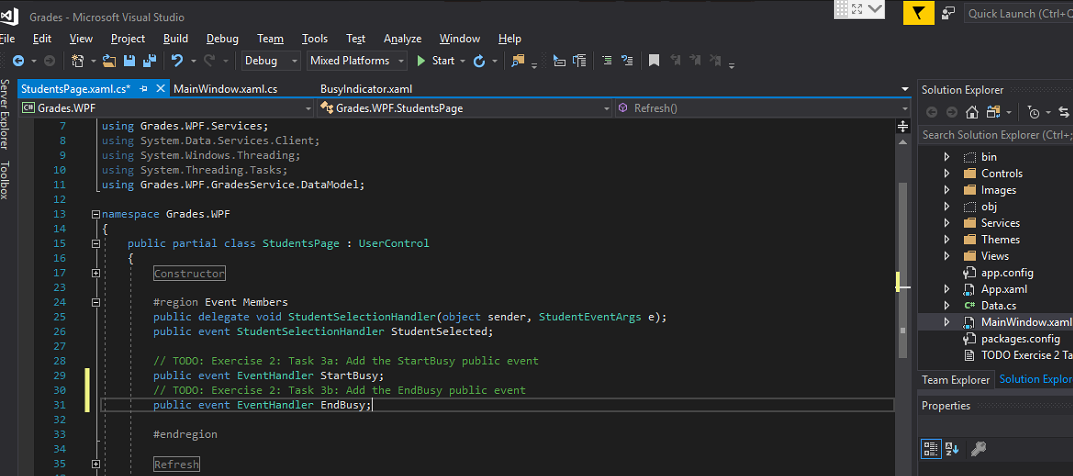 Grades - Microsoft Visual Studio
Quick Launch (Ctrl+
File Edit View Project Build Debug Team Tools Test Analyze Window Help
Debug Mixed Platforms Start
StudentsPage.xaml.cs* MainWindow.xaml.cs BusyIndicator.xaml
Grades.WPF Grades.WPF.StudentsPage Refresh()
Server Explorer
Toolbox
7 using Grades.WPF.Services;
8 using System.Data.Services.Client;
9 using System.Windows.Threading;
10 using System.Threading.Tasks;
11 using Grades.WPF.GradesService.DataModel;
12
13 namespace Grades.WPF
14 {
15 public partial class StudentsPage : UserControl
16 {
17 Constructor
23
24 #region Event Members
25 public delegate void StudentSelectionHandler(object sender, StudentEventArgs e);
26 public event StudentSelectionHandler StudentSelected;
27
28 // TODO: Exercise 2: Task 3a: Add the StartBusy public event
29 public event EventHandler StartBusy;
30 // TODO: Exercise 2: Task 3b: Add the EndBusy public event
31 public event EventHandler EndBusy;
32
33 #endregion
34
35 Refresh
Solution Explorer
Search Solution Explorer (Ctrl+;
bin
Controls
Images
obj
Services
Themes
Views
app.config
App.xaml
C# Data.cs
MainWindow.xaml
packages.config
TODO Exercise 2 Ta
Team Explorer Solution Explorer
Properties